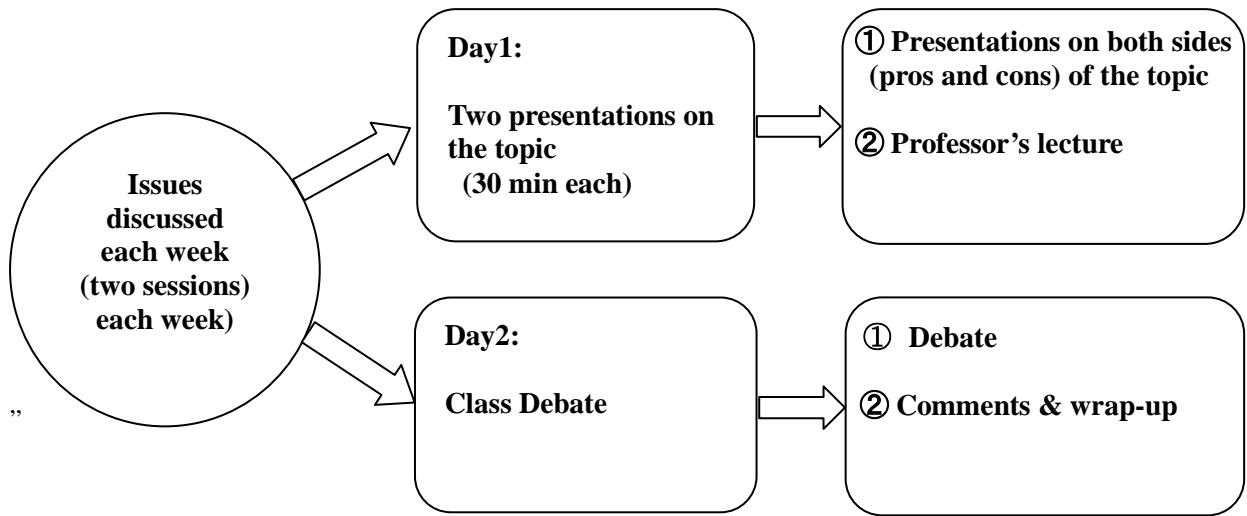 Issues
discussed
each week
(two sessions)
each week)
”
Day1:
Two presentations on
the topic
(30 min each)
① Presentations on both sides
(pros and cons) of the topic
② Professor’s lecture
Day2:
Class Debate
① Debate
② Comments & wrap-up